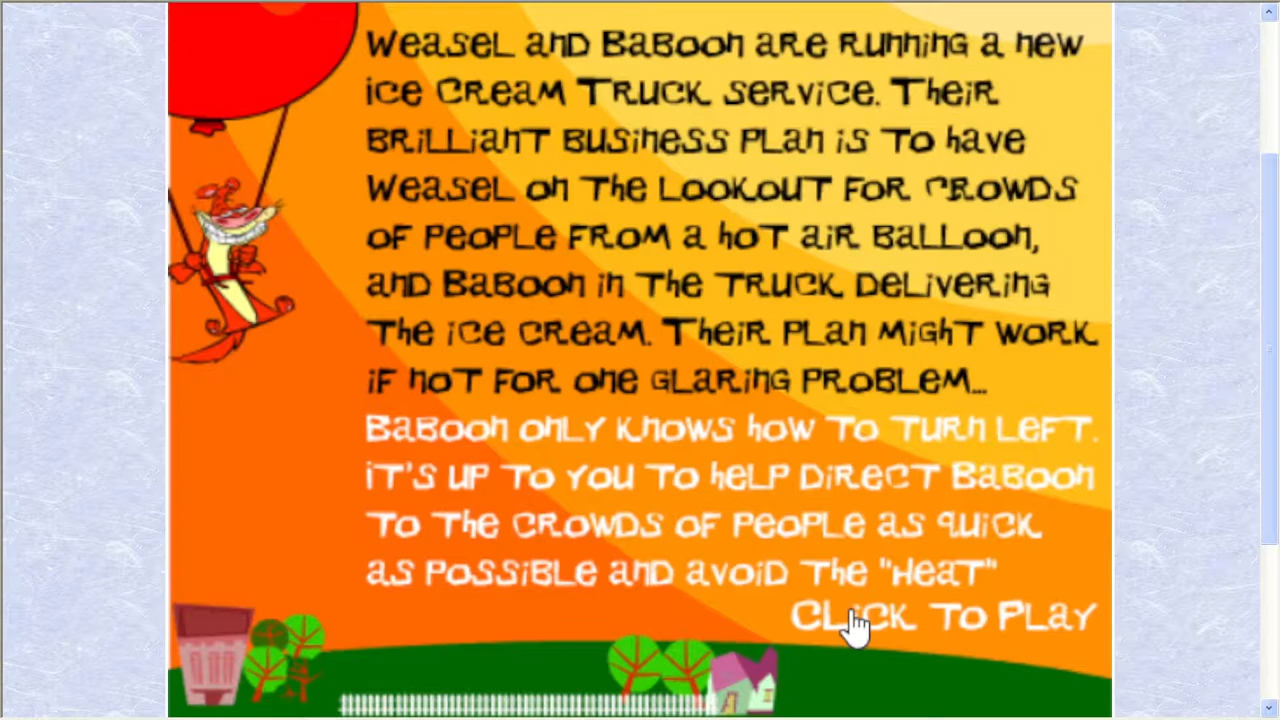 Weasel and Baboon are running a new
ice cream truck service. Their
brilliant business plan is to have
Weasel on the lookout for crowds
of people from a hot air balloon,
and Baboon in the truck delivering
the ice cream. Their plan might work
if not for one glaring problem...
Baboon only knows how to turn left.
it's up to you to help direct Baboon
to the crowds of people as quick
as possible and avoid the "Heat"
Click to Play